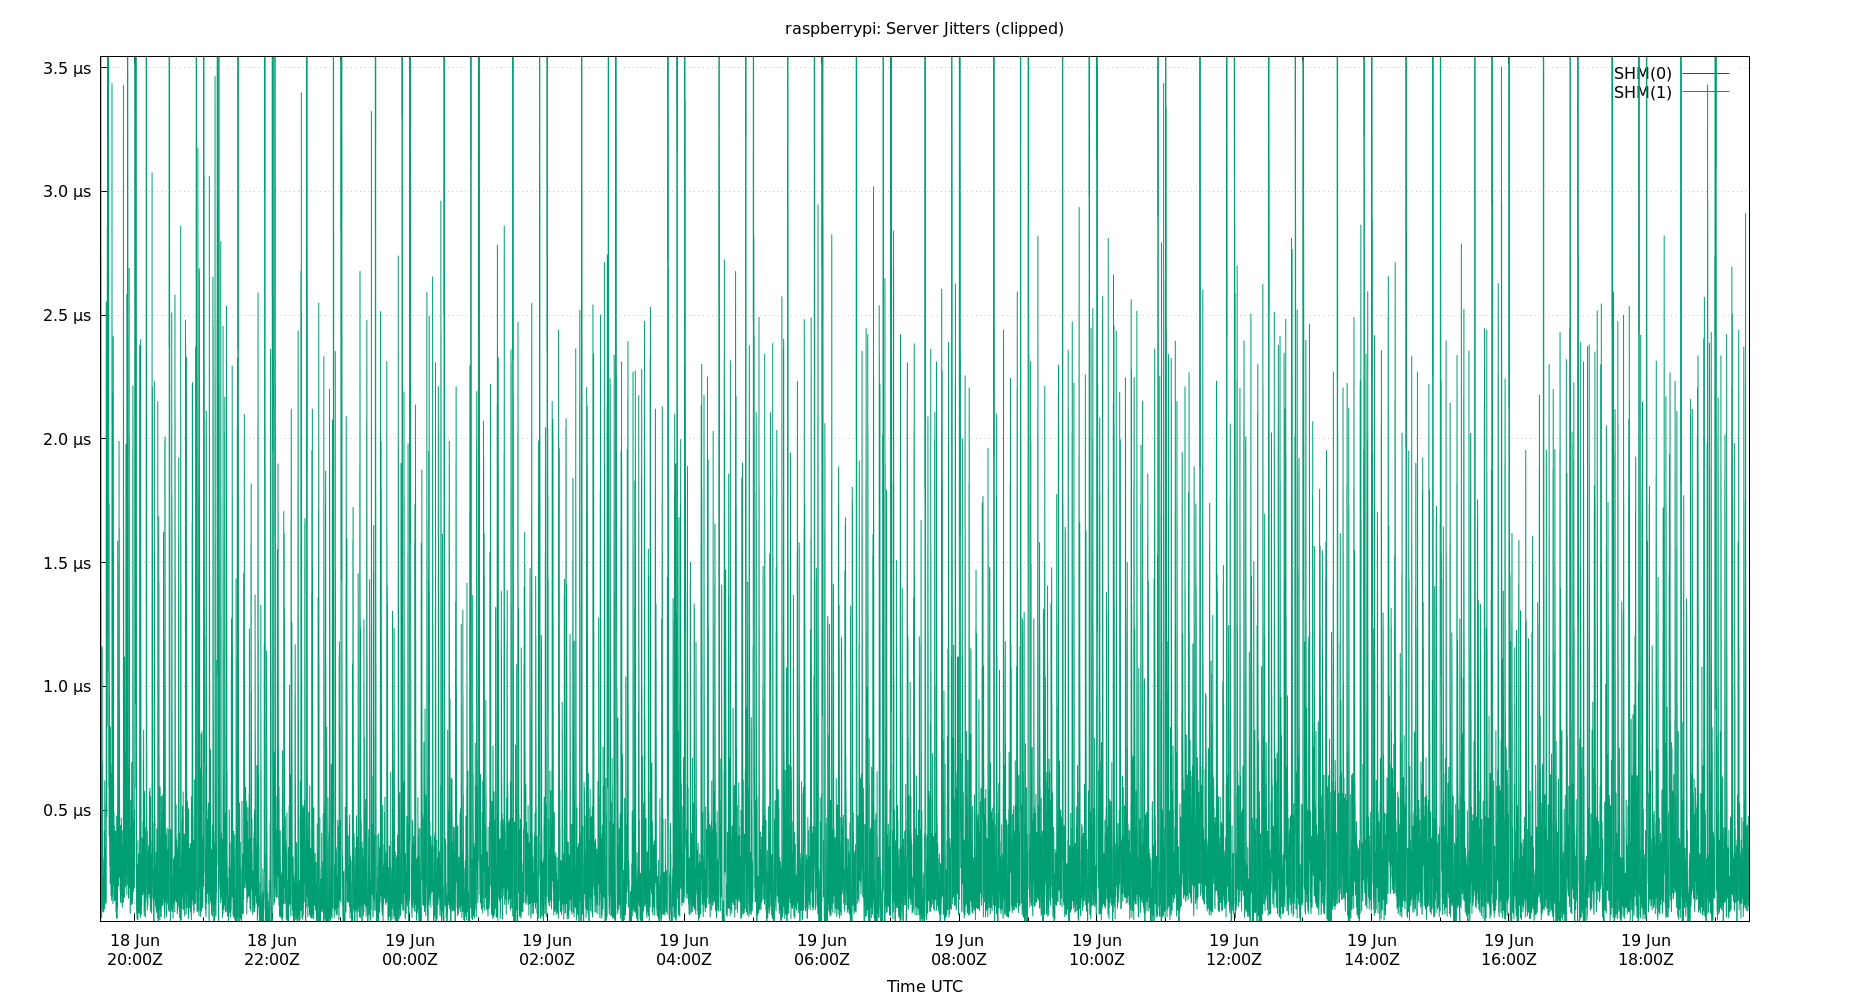 raspberrypi: Server Jitters (clipped)
3.5 μs
SHM(0)
SHM(1)
3.0 μs
2.5 μs
2.0 μs
1.5 μs
1.0 μs
0.5 μs
18 Jun 18 Jun 19 Jun 19 Jun 19 Jun 19 Jun 19 Jun 19 Jun 19 Jun 19 Jun 19 Jun 19 Jun
20:00Z 22:00Z 00:00Z 02:00Z 04:00Z 06:00Z 08:00Z 10:00Z 12:00Z 14:00Z 16:00Z 18:00Z
Time UTC